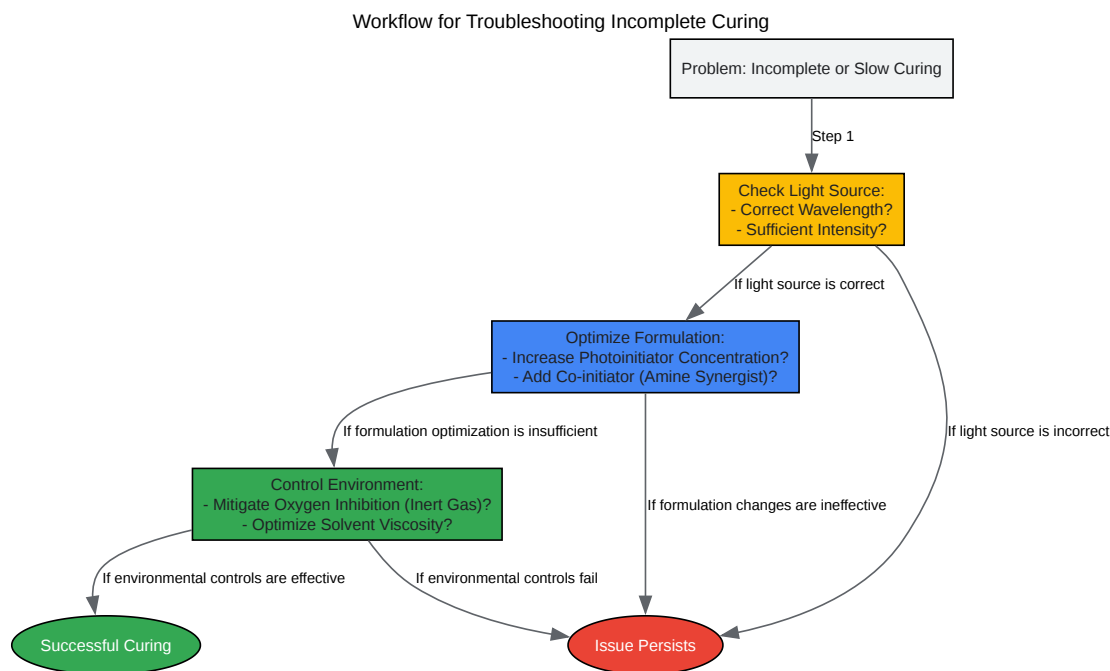 Workflow for Troubleshooting Incomplete Curing
Problem: Incomplete or Slow Curing
Step 1
Check Light Source:
- Correct Wavelength?
- Sufficient Intensity?
If light source is correct
Optimize Formulation:
- Increase Photoinitiator Concentration?
- Add Co-initiator (Amine Synergist)?
If formulation optimization is insufficient
If light source is incorrect
Control Environment:
- Mitigate Oxygen Inhibition (Inert Gas)?
- Optimize Solvent Viscosity?
If formulation changes are ineffective
If environmental controls are effective
If environmental controls fail
Successful Curing
Issue Persists